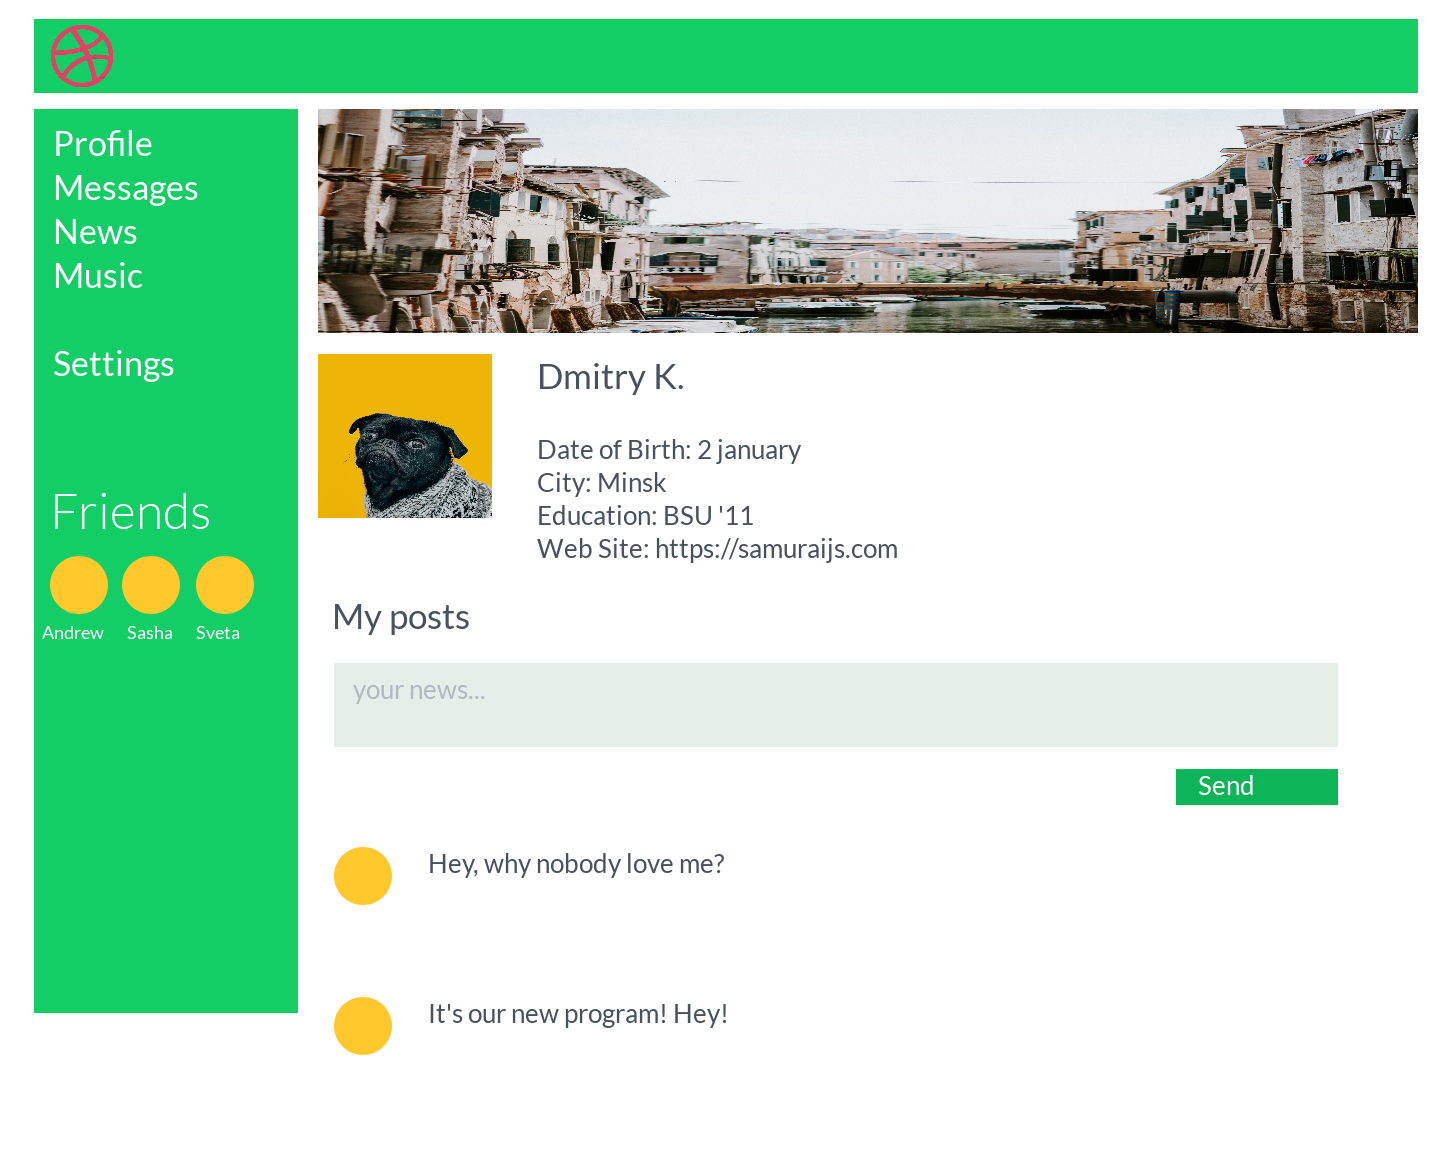 Profile
Messages
News
Music
Settings
Friends
Andrew Sasha Sveta
Dmitry K.
Date of Birth: 2 january
City: Minsk
Education: BSU '11
Web Site: https://samuraijs.com
My posts
your news...
Send
Hey, why nobody love me?
It's our new program! Hey!